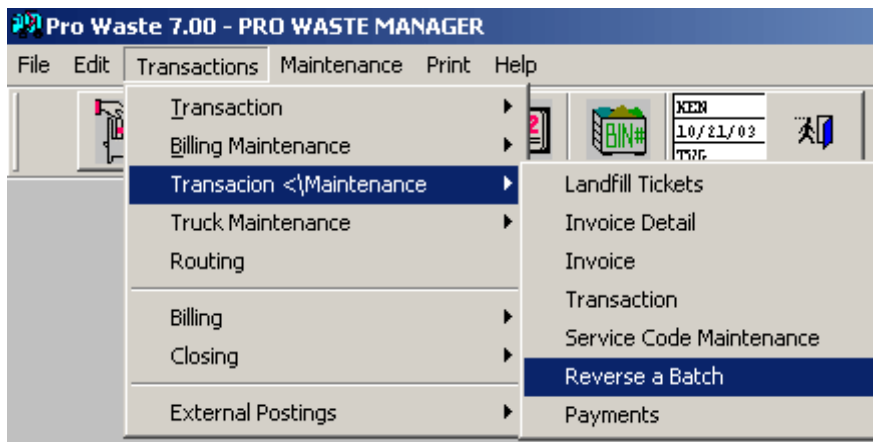 Pro Waste 7.00 - PRO WASTE MANAGER
File Edit Transactions Maintenance Print Help
Transaction
Billing Maintenance
Transacion <\Maintenance
Truck Maintenance
Routing
Billing
Closing
External Postings
BIN#
KEN
10/21/03
Landfill Tickets
Invoice Detail
Invoice
Transaction
Service Code Maintenance
Reverse a Batch
Payments